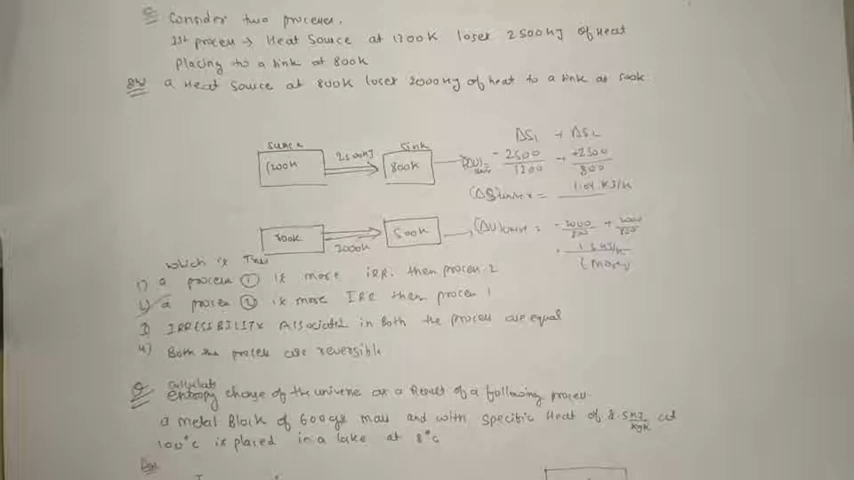 Q Consider two process.
1st process → Heat Source at 1200K loses 2500KJ of Heat
placing to a sink at 800K
a Heat Source at 800K loses 2000KJ of heat to a sink at 500K
ΔS1 + ΔS2
Source 2500KJ Sink
1200K 800K -2500/1200 + +2500/800
(ΔS)univer = 1.04 KJ/K
800K 2000K 500K
which is True
1) a process ① is more IRR. then process 2
2) a process ② is more IRR then process 1
3) IRRESIBILITY Associated in both the process are equal
4) Both the process are reversible
Q Calculate
entropy change of the universe as a Result of a following process
a metal Block of 600gs mass and with specific Heat of KJ/KgK
100°C is placed in a lake at 8°C